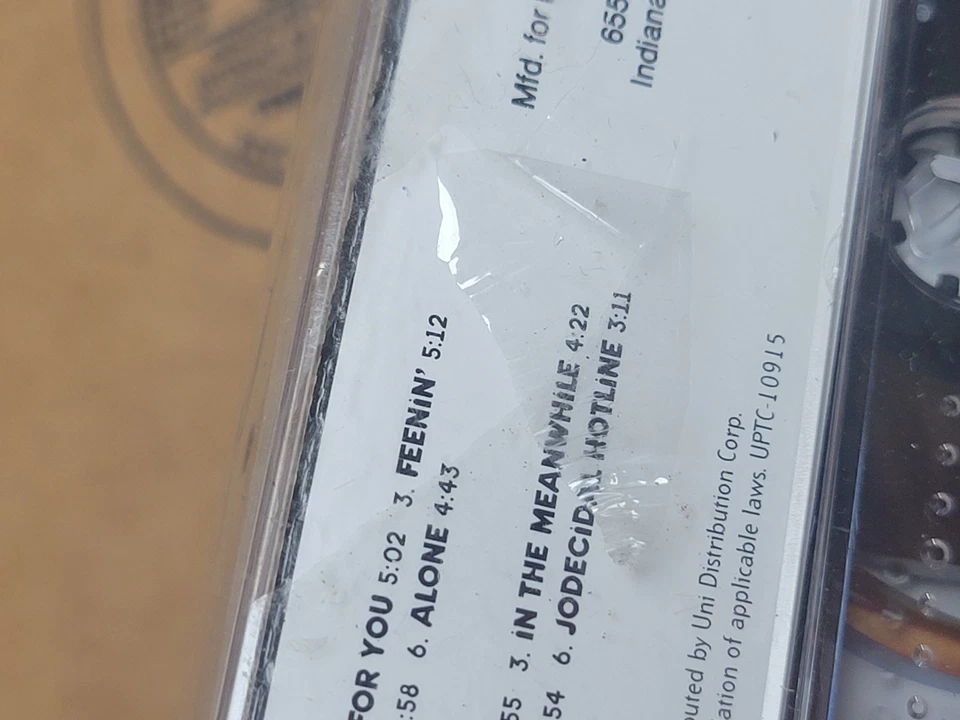 FOR YOU 5:02 3. FEENiN' 5:12
:58 6. ALONE 4:43
55 3. iN THE MEANWHiLE 4:22
54 6. JODECiDAL HOTLiNE 3:11
Mfd. for
655
Indiana
buted by Uni Distribution Corp.
ation of applicable laws. UPTC-10915